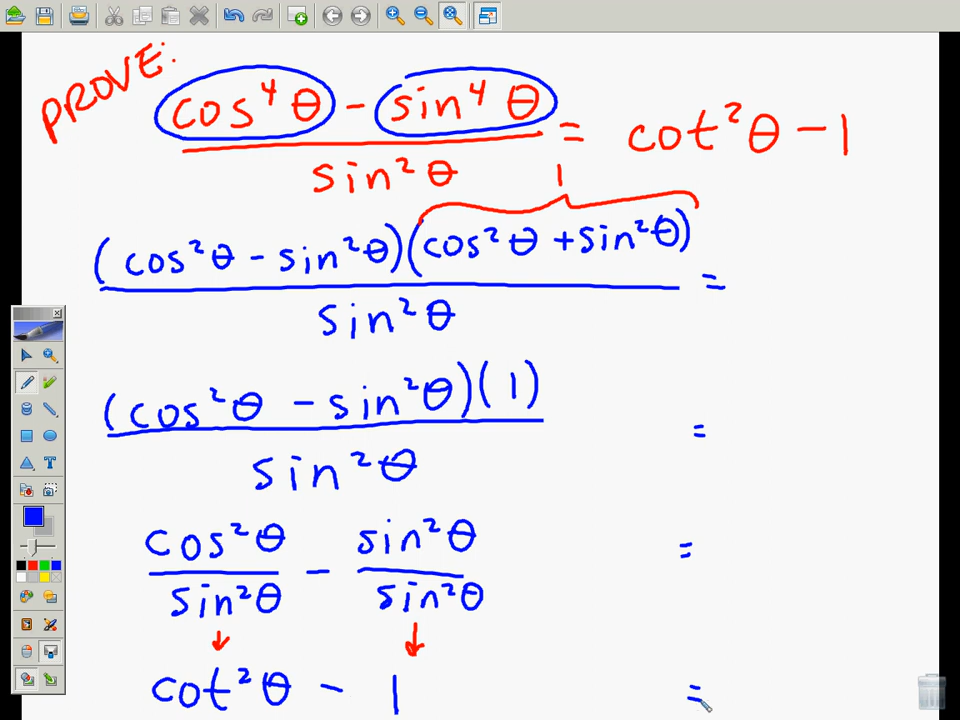 PROVE:
cos⁴θ - sin⁴θ
sin²θ
= cot²θ - 1
1
(cos²θ - sin²θ)(cos²θ + sin²θ)
=
sin²θ
(cos²θ - sin²θ)(1)
=
sin²θ
cos²θ - sin²θ
=
sin²θ sin²θ
cot²θ - 1 =